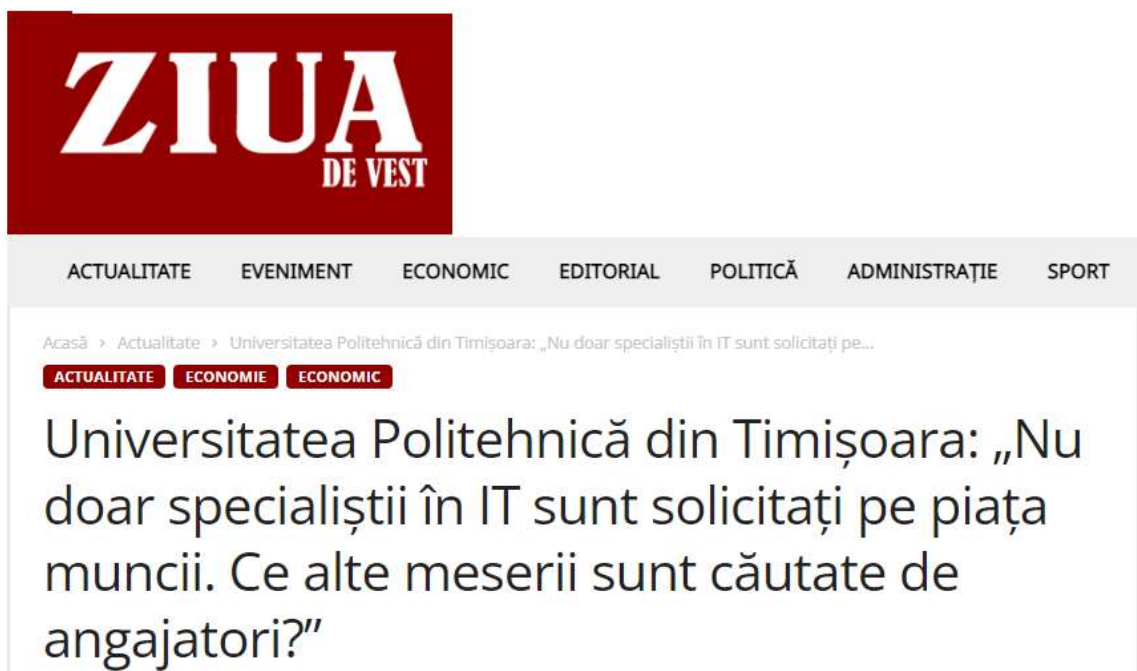 ZIUA
DE VEST
ACTUALITATE EVENIMENT ECONOMIC EDITORIAL POLITICĂ ADMINISTRAȚIE SPORT
Acasă › Actualitate › Universitatea Politehnică din Timișoara: „Nu doar specialiștii în IT sunt solicitați pe...
ACTUALITATE ECONOMIE ECONOMIC
Universitatea Politehnică din Timișoara: „Nu
doar specialiștii în IT sunt solicitați pe piața
muncii. Ce alte meserii sunt căutate de
angajatori?”